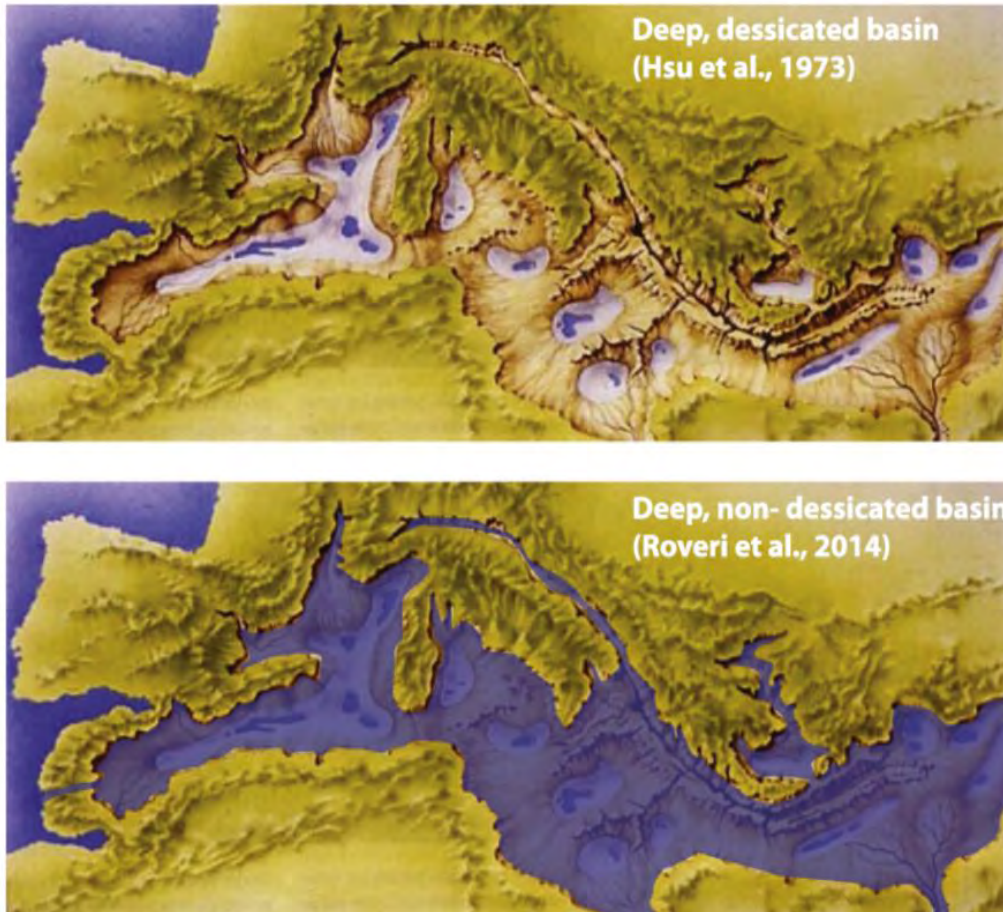 Deep, dessicated basin
(Hsu et al., 1973)
Deep, non- dessicated basin
(Roveri et al., 2014)